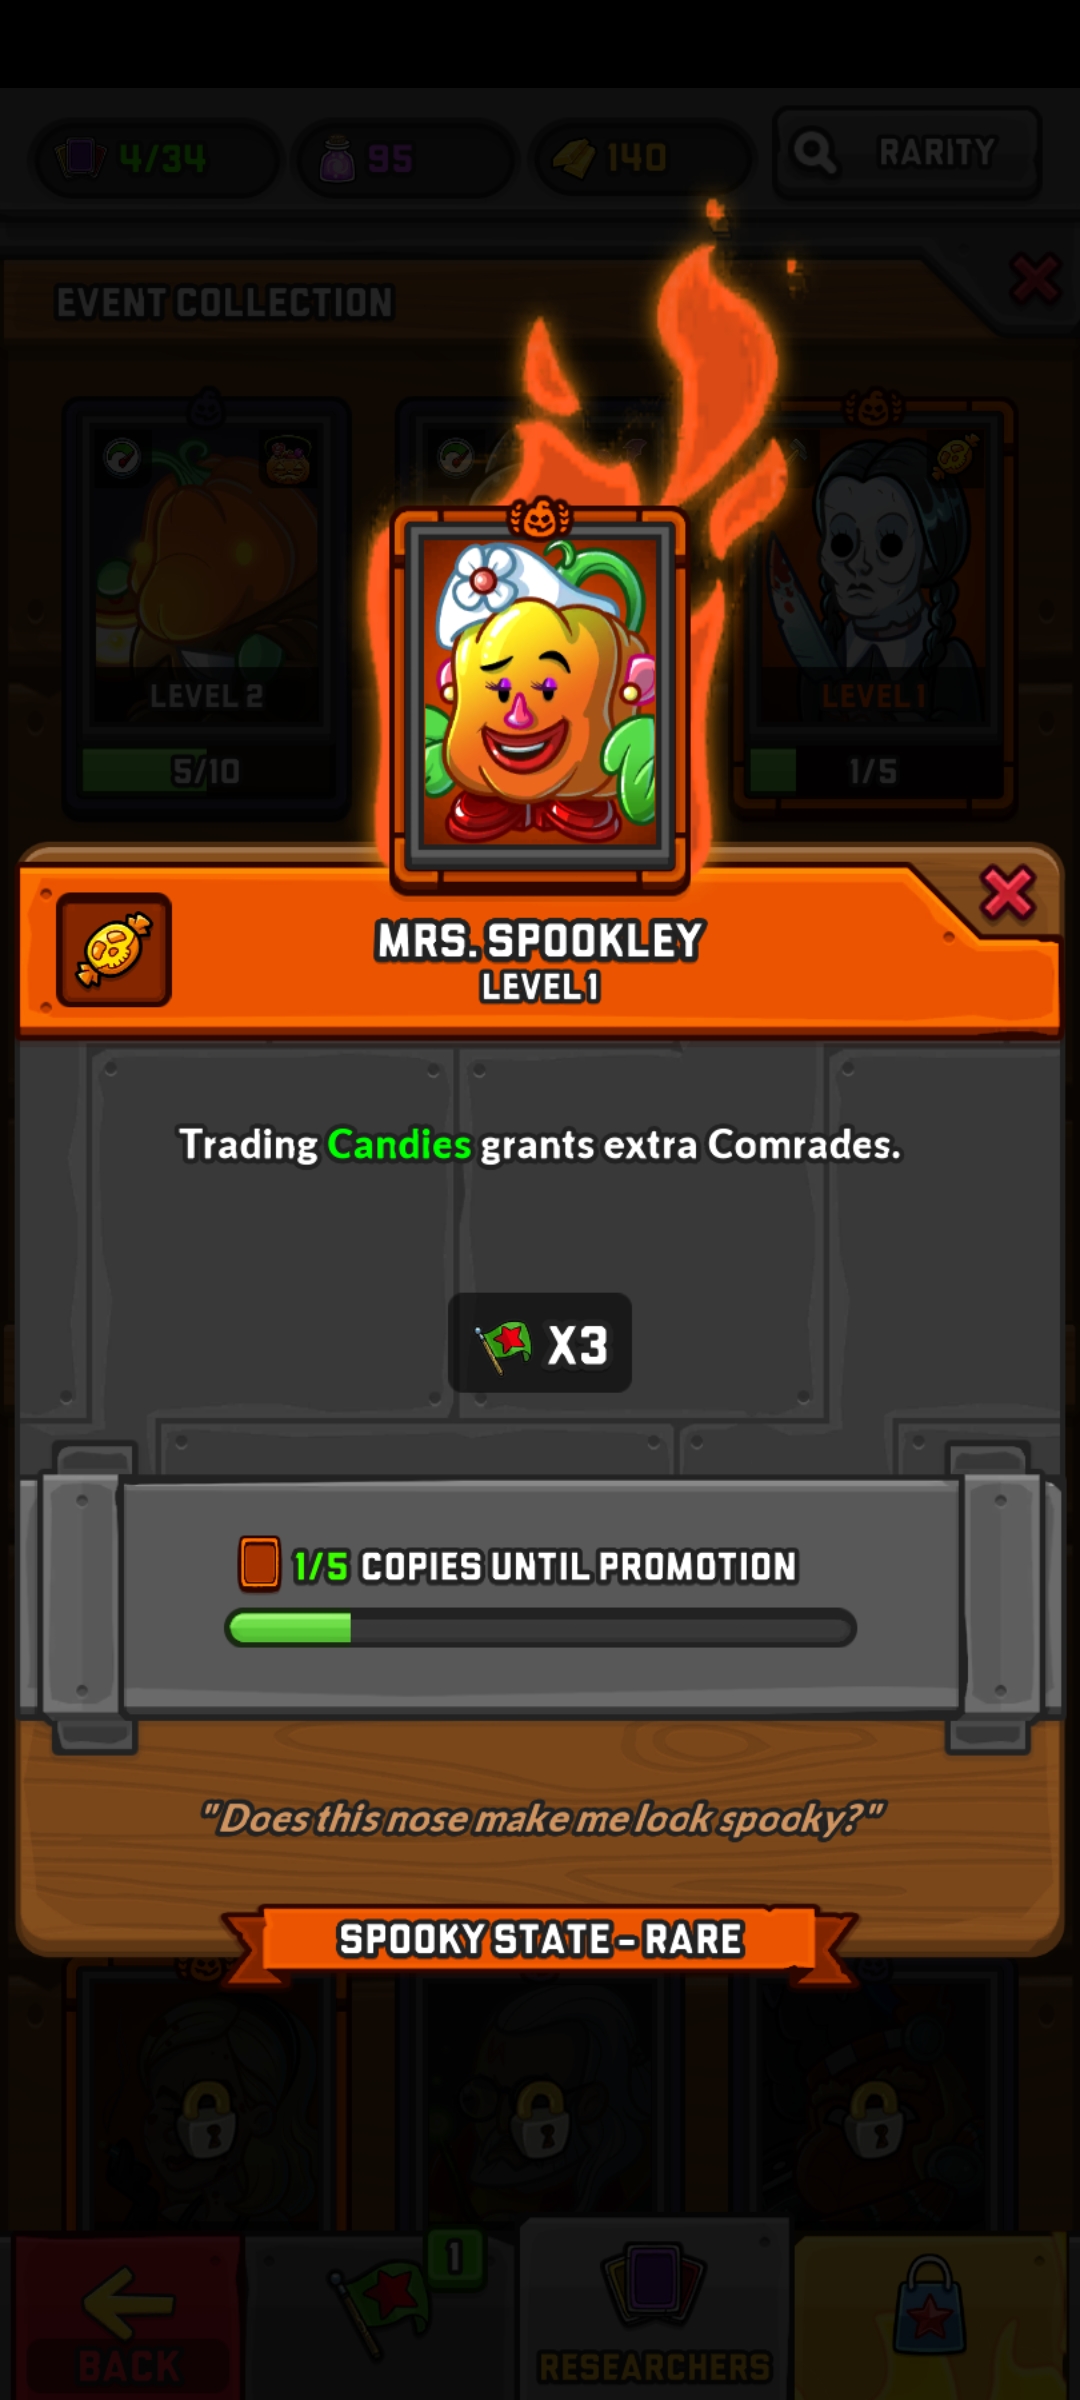 4/34
95
140
RARITY
EVENT COLLECTION
LEVEL 2
5/10
LEVEL 1
1/5
MRS. SPOOKLEY
LEVEL 1
Trading Candies grants extra Comrades.
X3
1/5 COPIES UNTIL PROMOTION
"Does this nose make me look spooky?"
SPOOKY STATE - RARE
1
BACK
RESEARCHERS